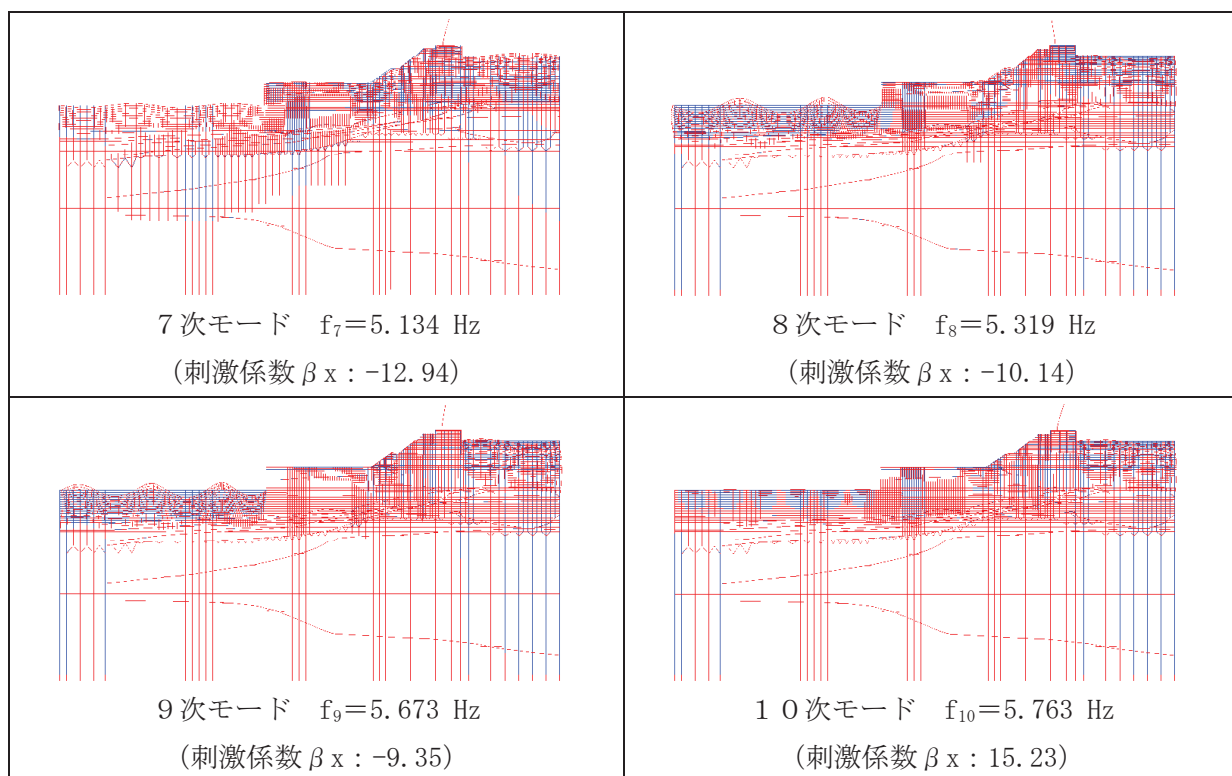 7次モード f₇＝5.134 Hz
(刺激係数βx：-12.94)
8次モード f₈＝5.319 Hz
(刺激係数βx：-10.14)
9次モード f₉＝5.673 Hz
(刺激係数βx：-9.35)
10次モード f₁₀＝5.763 Hz
(刺激係数βx：15.23)